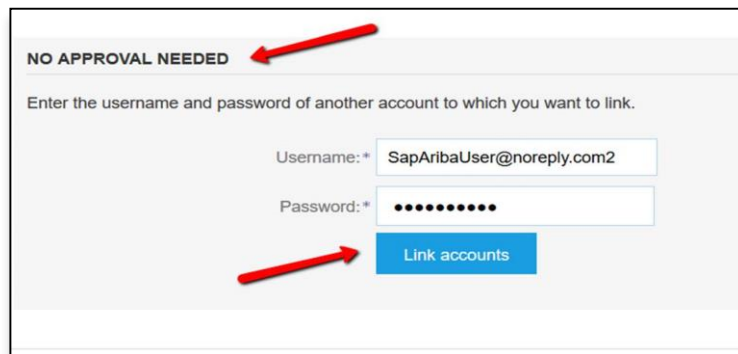 NO APPROVAL NEEDED
Enter the username and password of another account to which you want to link.
Username:* SapAribaUser@noreply.com2
Password:* ••••••••••
Link accounts